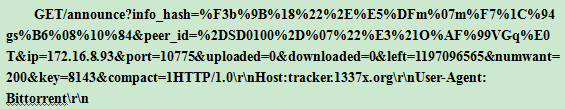 GET/announce?info_hash=%F3b%9B%18%22%2E%E5%DFm%07m%F7%1C%94
gs%B6%08%10%84&peer_id=%2DSD0100%2D%07%22%E3%21O%AF%99VGq%E0
T&ip=172.16.8.93&port=10775&uploaded=0&downloaded=0&left=1197096565&numwant=
200&key=8143&compact=1HTTP/1.0\r\nHost:tracker.1337x.org\r\nUser-Agent:
Bittorrent\r\n